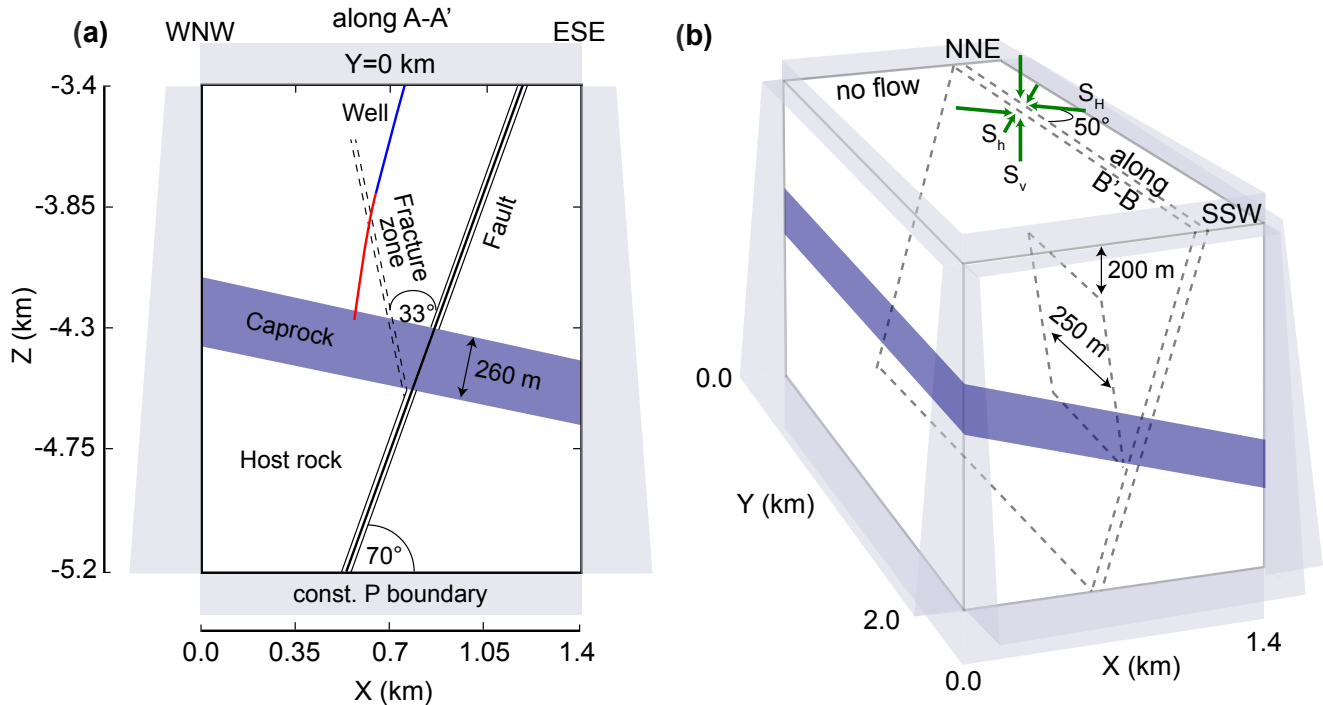 (a)
WNW
along A-A’
ESE
Y=0 km
-3.4
-3.85
-4.3
-4.75
-5.2
Z (km)
Well
Fracture
zone
Fault
33°
Caprock
260 m
Host rock
70°
const. P boundary
0.0
0.35
0.7
1.05
1.4
X (km)
(b)
NNE
no flow
SH
50°
Sh
Sv
along
B’-B
SSW
200 m
250 m
0.0
Y (km)
2.0
0.0
X (km)
1.4